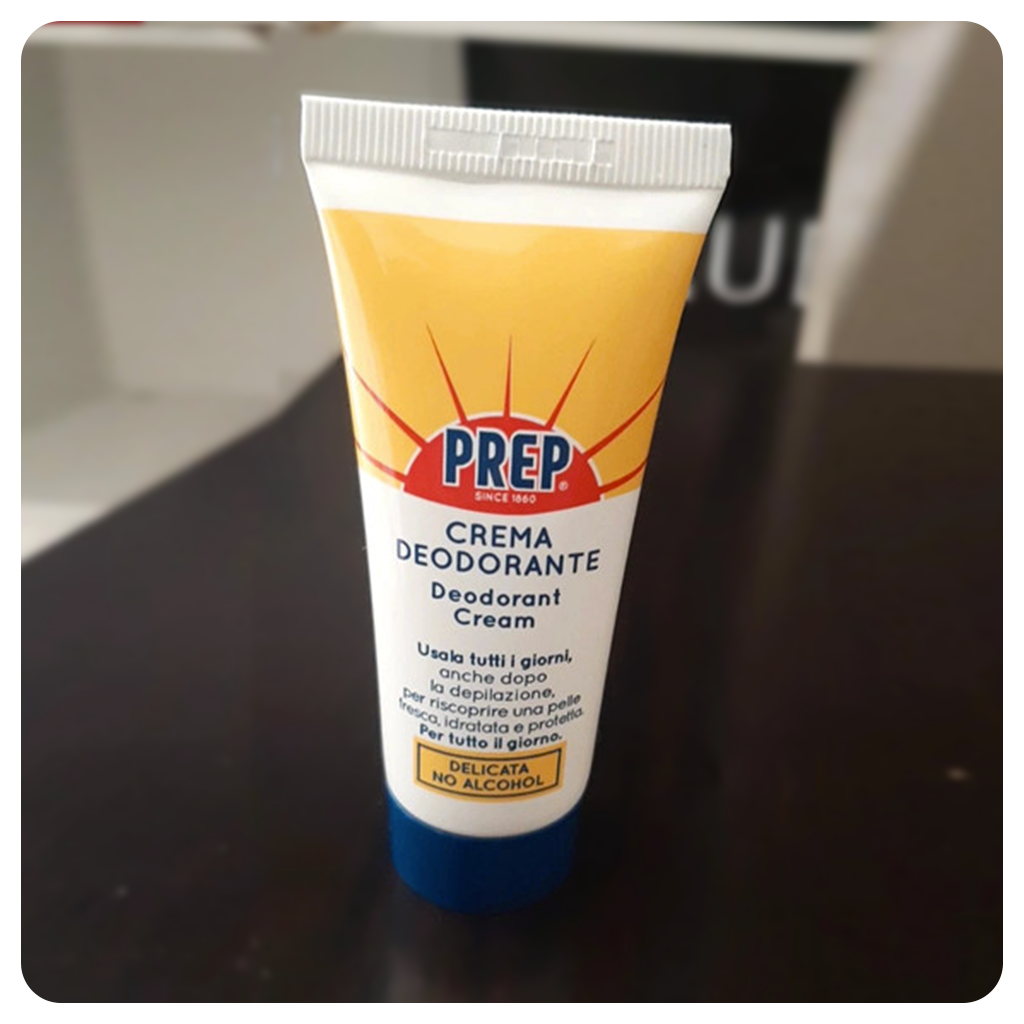 PREP®
SINCE 1860
CREMA
DEODORANTE
Deodorant
Cream
Usala tutti i giorni,
anche dopo
la depilazione,
per riscoprire una pelle
fresca, idratata e protetta.
Per tutto il giorno.
DELICATA
NO ALCOHOL